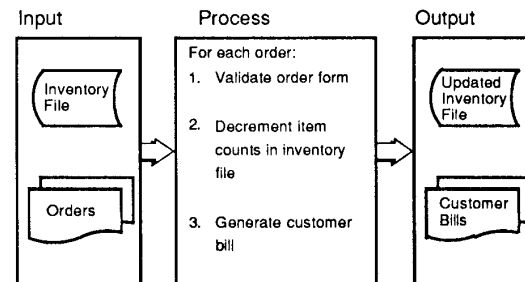 Input
Process
Output
Inventory
File
Orders
For each order:
1. Validate order form
2. Decrement item
counts in inventory
file
3. Generate customer
bill
Updated
Inventory
File
Customer
Bills